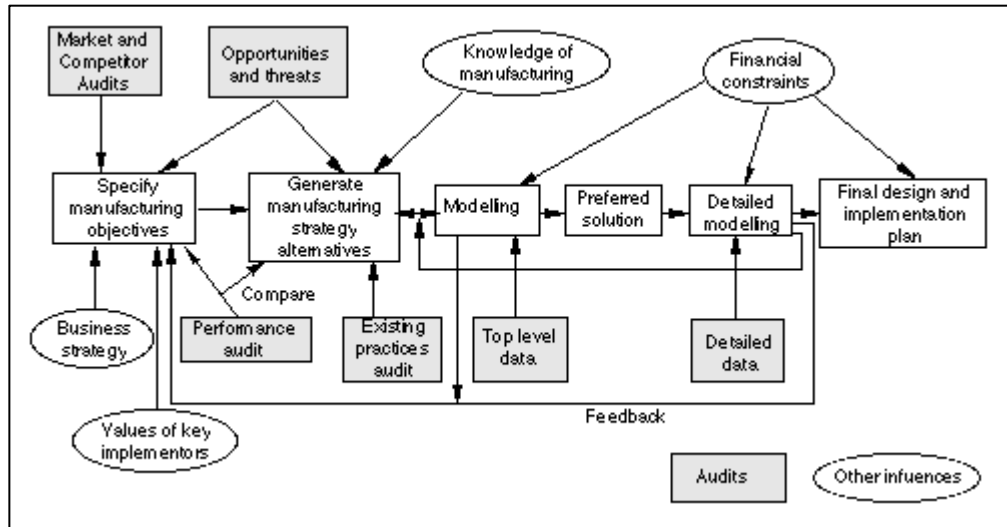 Market and
Competitor
Audits
Opportunities
and threats
Knowledge of
manufacturing
Financial
constraints
Specify
manufacturing
objectives
Generate
manufacturing
strategy
alternatives
Modelling
Preferred
solution
Detailed
modelling
Final design and
implementation
plan
Compare
Business
strategy
Performance
audit
Existing
practices
audit
Top level
data
Detailed
data
Feedback
Values of key
implementors
Audits
Other infuences